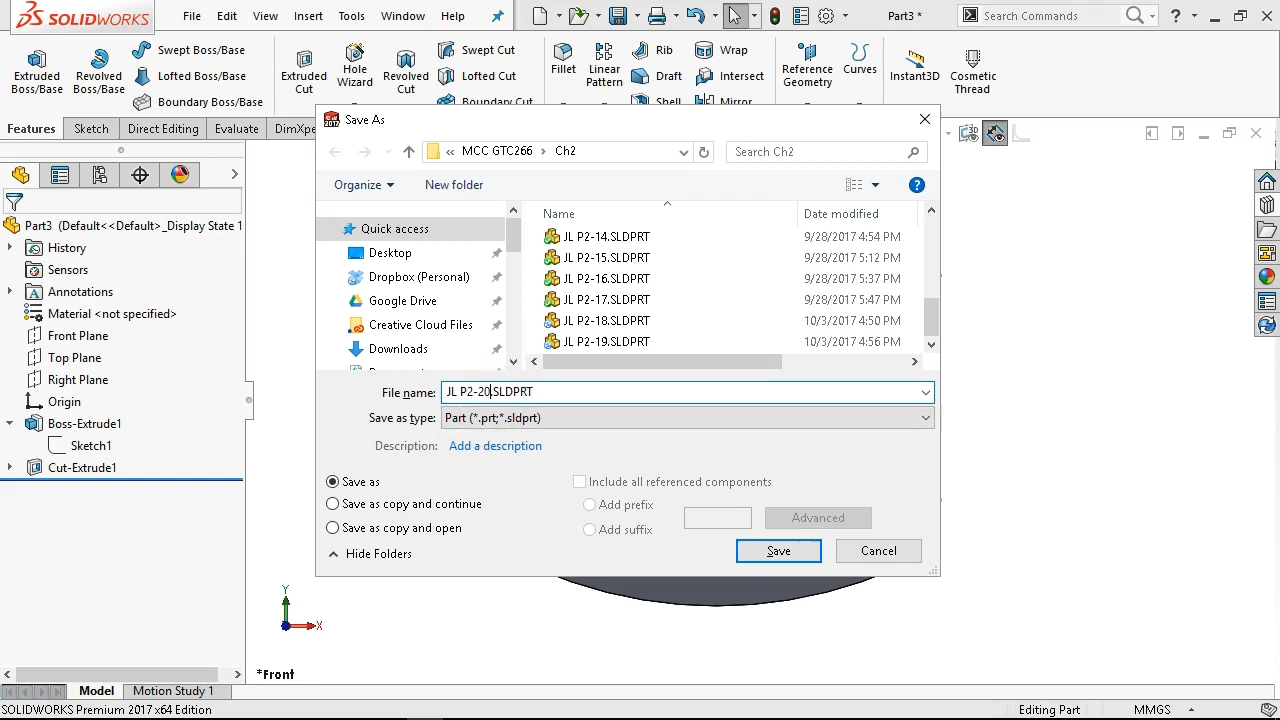 SOLIDWORKS
File Edit View Insert Tools Window Help
Part3 *
Search Commands
Extruded Boss/Base
Revolved Boss/Base
Swept Boss/Base
Lofted Boss/Base
Boundary Boss/Base
Extruded Cut
Hole Wizard
Revolved Cut
Swept Cut
Lofted Cut
Boundary Cut
Fillet
Linear Pattern
Rib
Draft
Shell
Wrap
Intersect
Mirror
Reference Geometry
Curves
Instant3D
Cosmetic Thread
Features Sketch Direct Editing Evaluate DimXpe
Part3 (Default<<Default>_Display State 1
History
Sensors
Annotations
Material <not specified>
Front Plane
Top Plane
Right Plane
Origin
Boss-Extrude1
Sketch1
Cut-Extrude1
Save As
« MCC GTC266 › Ch2
Search Ch2
Organize New folder
Quick access
Desktop
Dropbox (Personal)
Google Drive
Creative Cloud Files
Downloads
Name Date modified
JL P2-14.SLDPRT 9/28/2017 4:54 PM
JL P2-15.SLDPRT 9/28/2017 5:12 PM
JL P2-16.SLDPRT 9/28/2017 5:37 PM
JL P2-17.SLDPRT 9/28/2017 5:47 PM
JL P2-18.SLDPRT 10/3/2017 4:50 PM
JL P2-19.SLDPRT 10/3/2017 4:56 PM
File name: JL P2-20.SLDPRT
Save as type: Part (*.prt;*.sldprt)
Description: Add a description
Save as
Save as copy and continue
Save as copy and open
Include all referenced components
Add prefix
Add suffix
Advanced
Hide Folders
Save Cancel
Y
X
*Front
Model Motion Study 1
SOLIDWORKS Premium 2017 x64 Edition
Editing Part MMGS